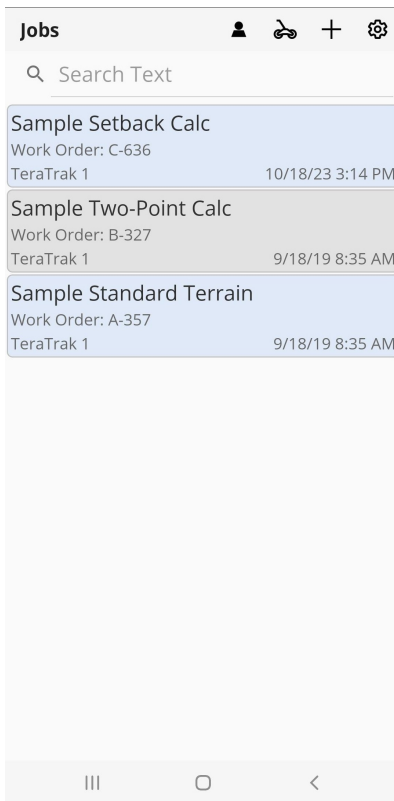 Jobs
Search Text
Sample Setback Calc
Work Order: C-636
TeraTrak 1 10/18/23 3:14 PM
Sample Two-Point Calc
Work Order: B-327
TeraTrak 1 9/18/19 8:35 AM
Sample Standard Terrain
Work Order: A-357
TeraTrak 1 9/18/19 8:35 AM